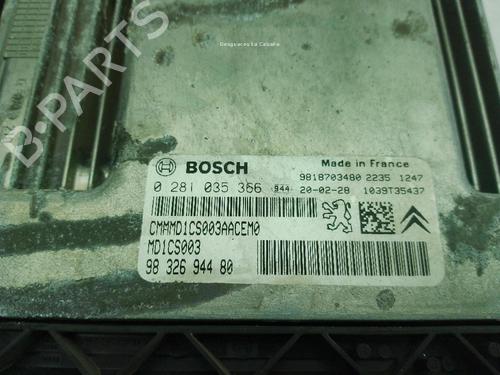 Desguaces La Cabaña
BOSCH
Made in France
9818703480 2235 1247
0 281 035 366 944 20-02-28 1039T35437
CMMMD1CS003AACEM0
MD1CS003
98 326 944 80